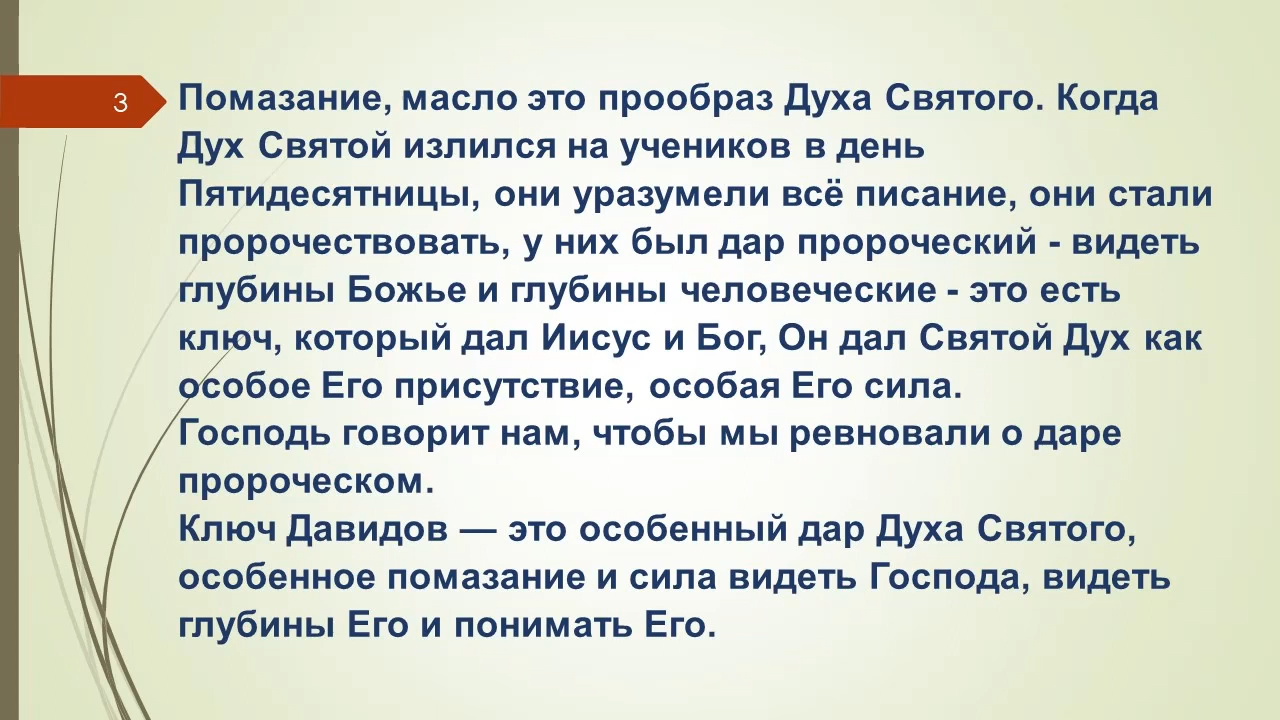 3
Помазание, масло это прообраз Духа Святого. Когда
Дух Святой излился на учеников в день
Пятидесятницы, они уразумели всё писание, они стали
пророчествовать, у них был дар пророческий - видеть
глубины Божье и глубины человеческие - это есть
ключ, который дал Иисус и Бог, Он дал Святой Дух как
особое Его присутствие, особая Его сила.
Господь говорит нам, чтобы мы ревновали о даре
пророческом.
Ключ Давидов — это особенный дар Духа Святого,
особенное помазание и сила видеть Господа, видеть
глубины Его и понимать Его.